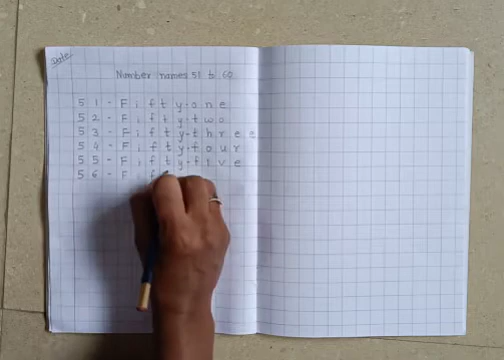 Date
Number names 51 to 60
51-Fifty-one
52-Fifty-two
53-Fifty-three
54-Fifty-four
55-Fifty-five
56-Fif